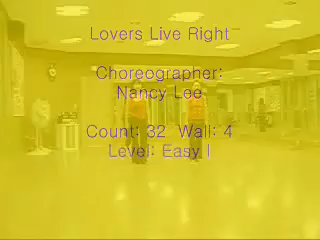 Lovers Live Right
Choreographer:
Nancy Lee
Count: 32 Wall: 4
Level: Easy I